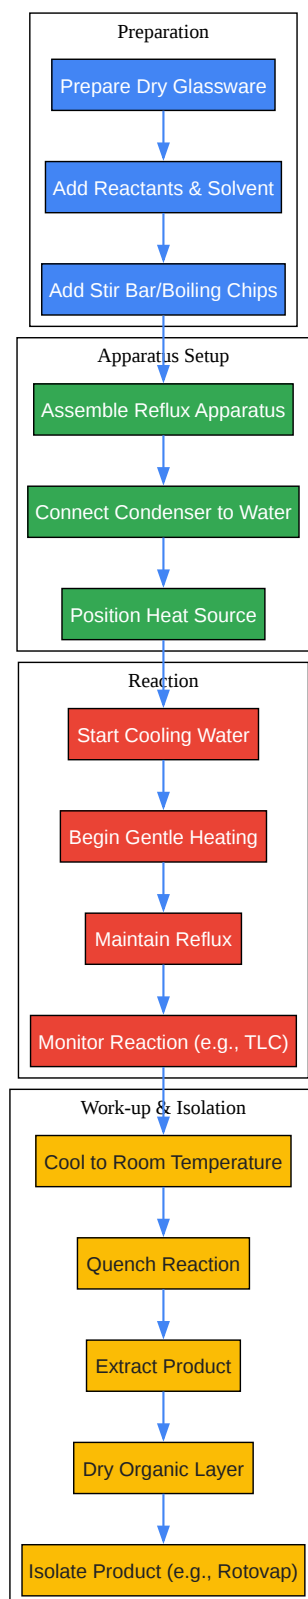 Preparation
Prepare Dry Glassware
Add Reactants & Solvent
Add Stir Bar/Boiling Chips
Apparatus Setup
Assemble Reflux Apparatus
Connect Condenser to Water
Position Heat Source
Reaction
Start Cooling Water
Begin Gentle Heating
Maintain Reflux
Monitor Reaction (e.g., TLC)
Work-up & Isolation
Cool to Room Temperature
Quench Reaction
Extract Product
Dry Organic Layer
Isolate Product (e.g., Rotovap)